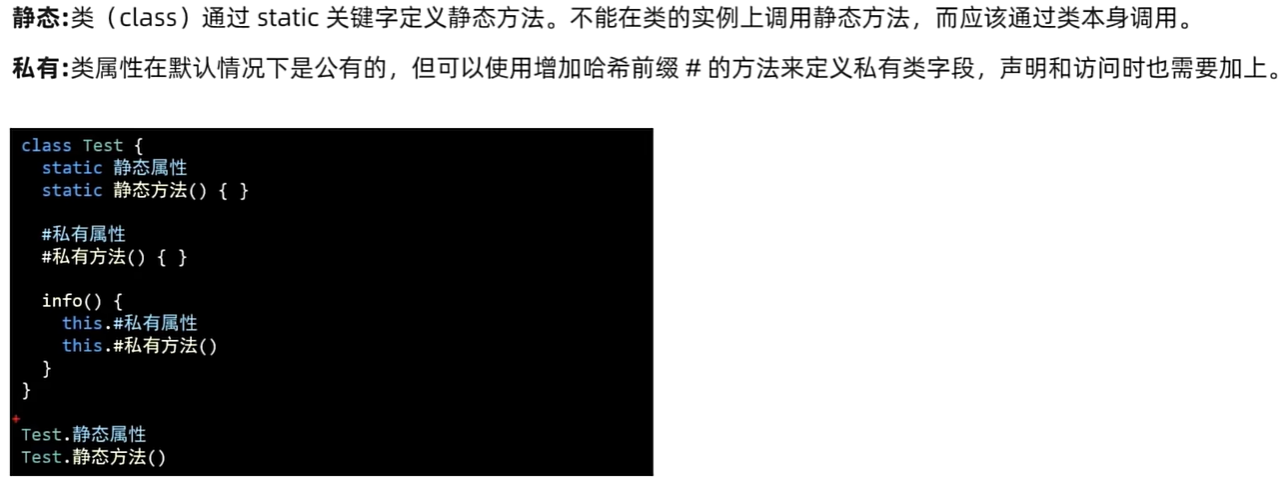 静态:类（class）通过 static 关键字定义静态方法。不能在类的实例上调用静态方法，而应该通过类本身调用。
私有:类属性在默认情况下是公有的，但可以使用增加哈希前缀 # 的方法来定义私有类字段，声明和访问时也需要加上。
class Test {
  static 静态属性
  static 静态方法() { }
  #私有属性
  #私有方法() { }
  info() {
    this.#私有属性
    this.#私有方法()
  }
}
Test.静态属性
Test.静态方法()